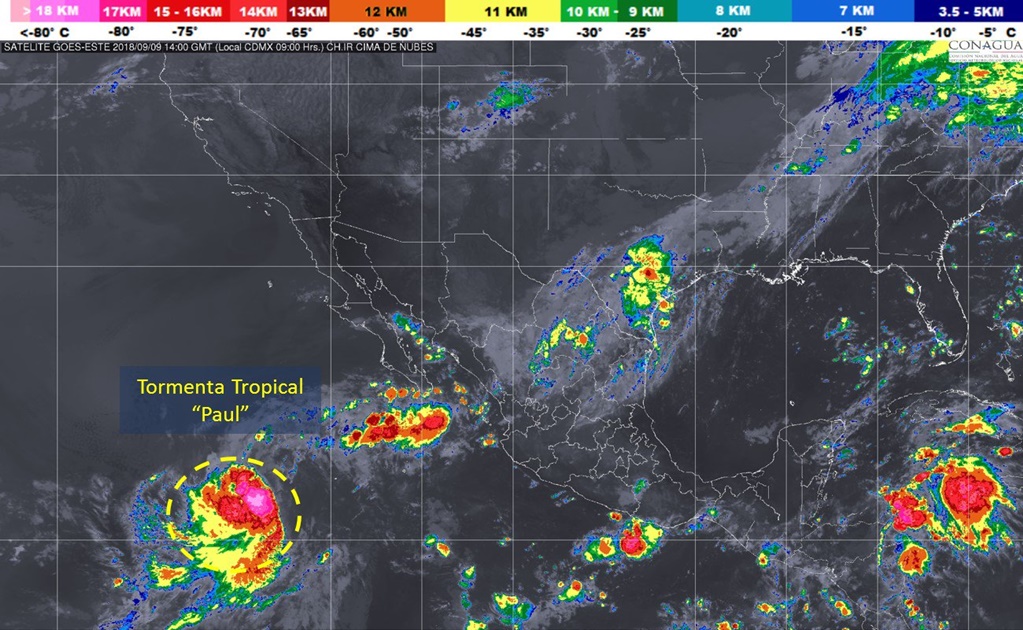 > 18 KM 17KM 15 - 16KM 14KM 13KM 12 KM 11 KM 10 KM - 9 KM 8 KM 7 KM 3.5 - 5KM
<-80° C -80° -75° -70° -65° -60° -50° -45° -35° -30° -25° -20° -15° -10° -5° C
SATELITE GOES-ESTE 2018/09/09 14:00 GMT (Local CDMX 09:00 Hrs.) CH.IR CIMA DE NUBES
CONAGUA
Tormenta Tropical
“Paul”